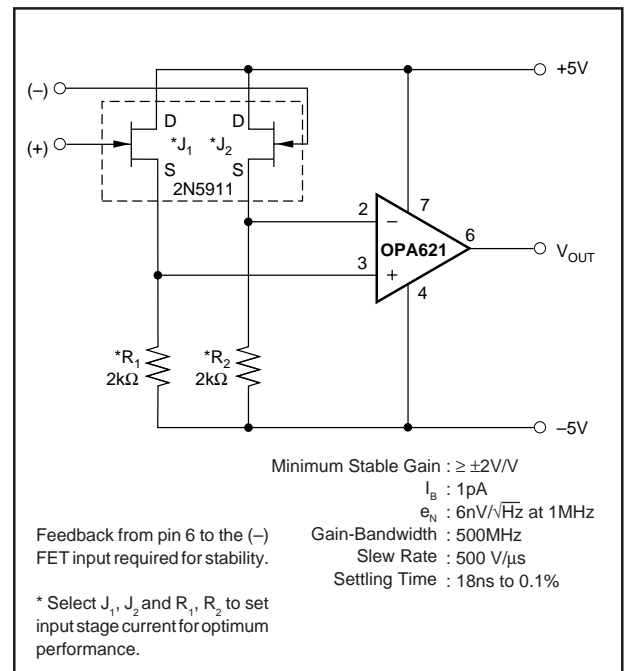 +5V
(–)
(+)
D D
*J1 *J2
S S
2N5911
2 – 7
OPA621 6 VOUT
3 + 4
*R1 *R2
2kΩ 2kΩ
–5V
Minimum Stable Gain : ≥ ±2V/V
IB : 1pA
eN : 6nV/√Hz at 1MHz
Gain-Bandwidth : 500MHz
Slew Rate : 500 V/µs
Settling Time : 18ns to 0.1%
Feedback from pin 6 to the (–)
FET input required for stability.
* Select J1, J2 and R1, R2 to set
input stage current for optimum
performance.